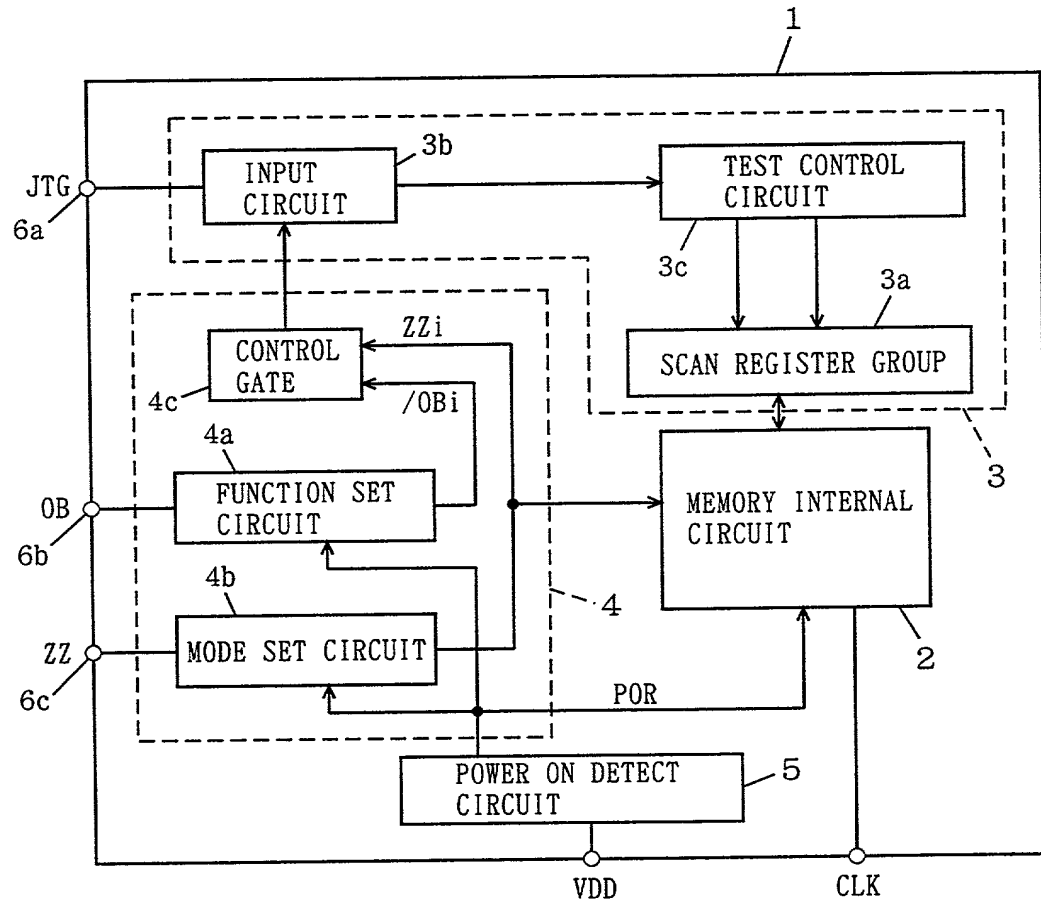 1
INPUT
CIRCUIT
3b
TEST CONTROL
CIRCUIT
JTG
6a
3c
3a
ZZi
CONTROL
GATE
SCAN REGISTER GROUP
4c
/OBi
4a
3
FUNCTION SET
CIRCUIT
MEMORY INTERNAL
CIRCUIT
OB
6b
4b
4
MODE SET CIRCUIT
2
ZZ
6c
POR
POWER ON DETECT
CIRCUIT
5
VDD
CLK